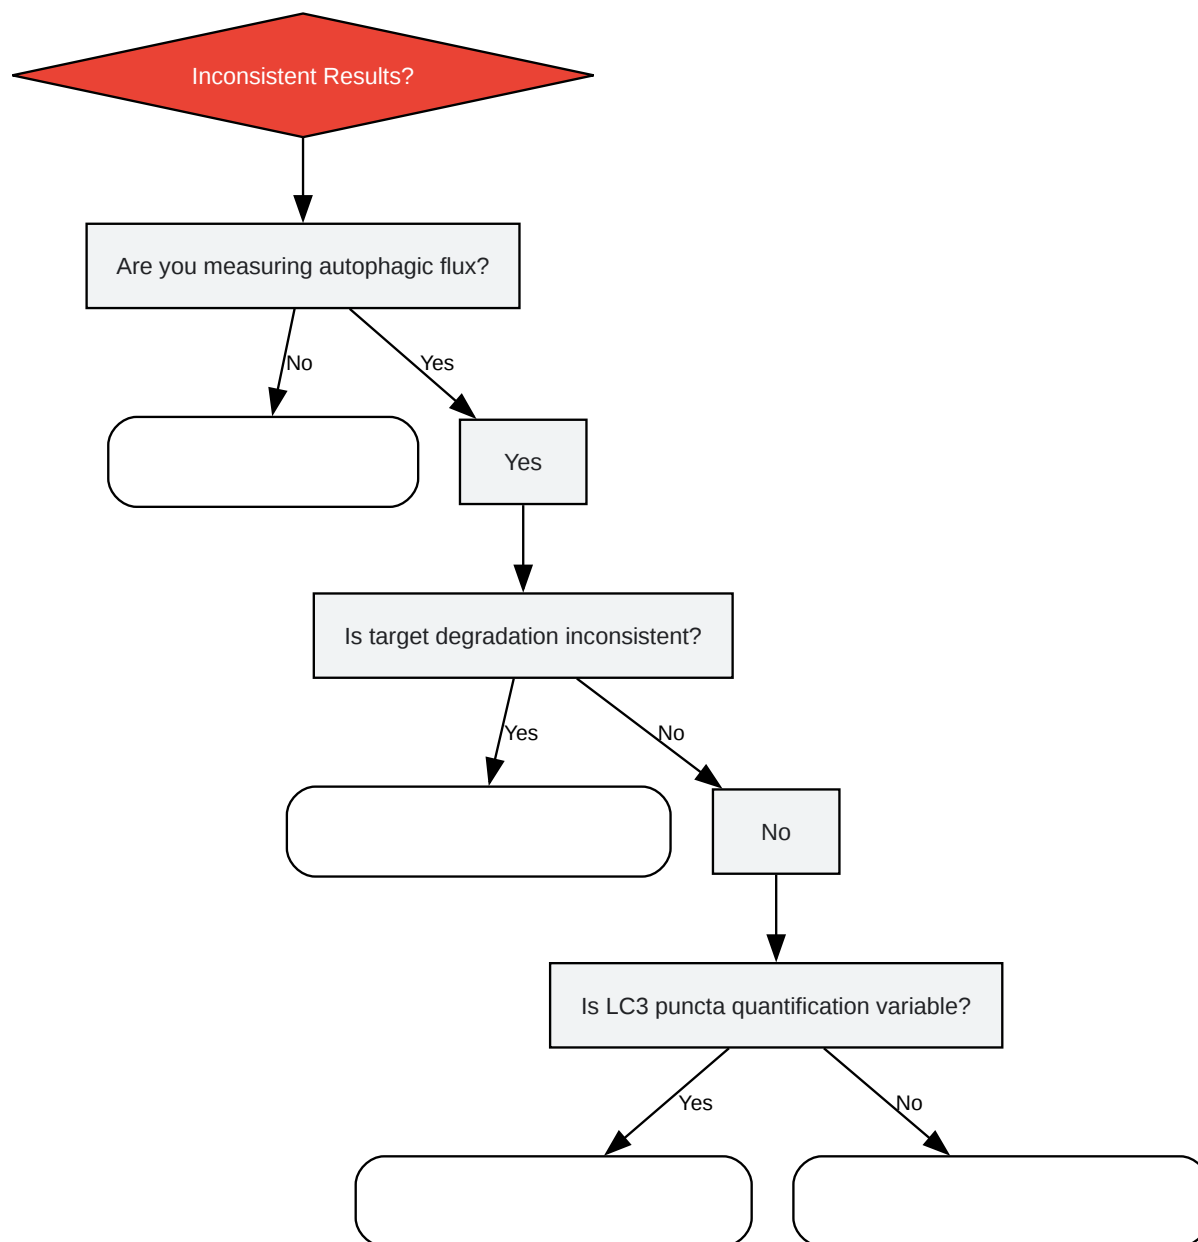 Inconsistent Results?
Are you measuring autophagic flux?
No
Yes
Yes
Is target degradation inconsistent?
Yes
No
No
Is LC3 puncta quantification variable?
Yes
No